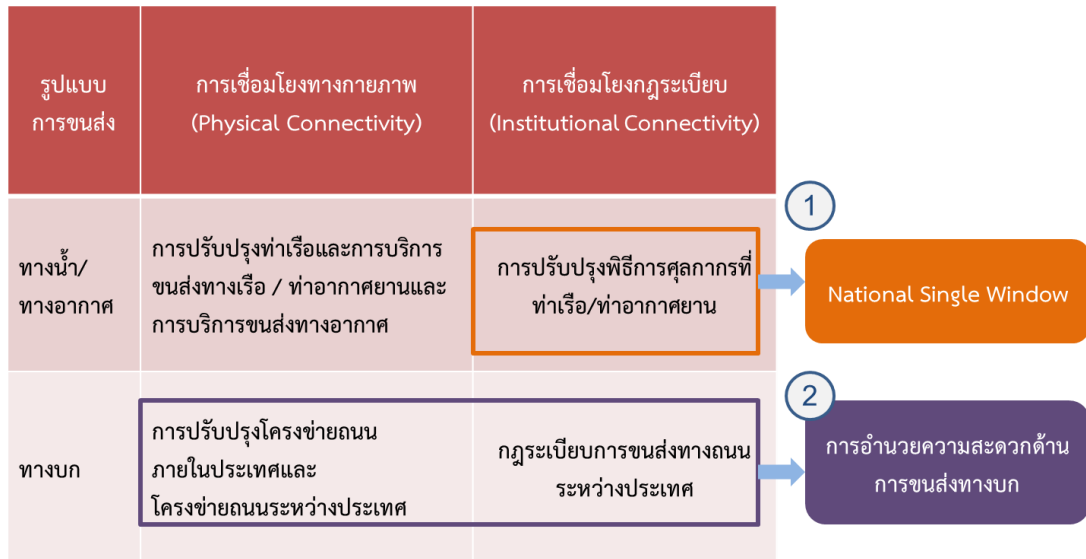 รูปแบบ
การขนส่ง
การเชื่อมโยงทางกายภาพ
(Physical Connectivity)
การเชื่อมโยงกฎระเบียบ
(Institutional Connectivity)
ทางน้ำ/
ทางอากาศ
การปรับปรุงท่าเรือและการบริการ
ขนส่งทางเรือ / ท่าอากาศยานและ
การบริการขนส่งทางอากาศ
การปรับปรุงพิธีการศุลกากรที่
ท่าเรือ/ท่าอากาศยาน
1
National Single Window
ทางบก
การปรับปรุงโครงข่ายถนน
ภายในประเทศและ
โครงข่ายถนนระหว่างประเทศ
กฎระเบียบการขนส่งทางถนน
ระหว่างประเทศ
2
การอำนวยความสะดวกด้าน
การขนส่งทางบก